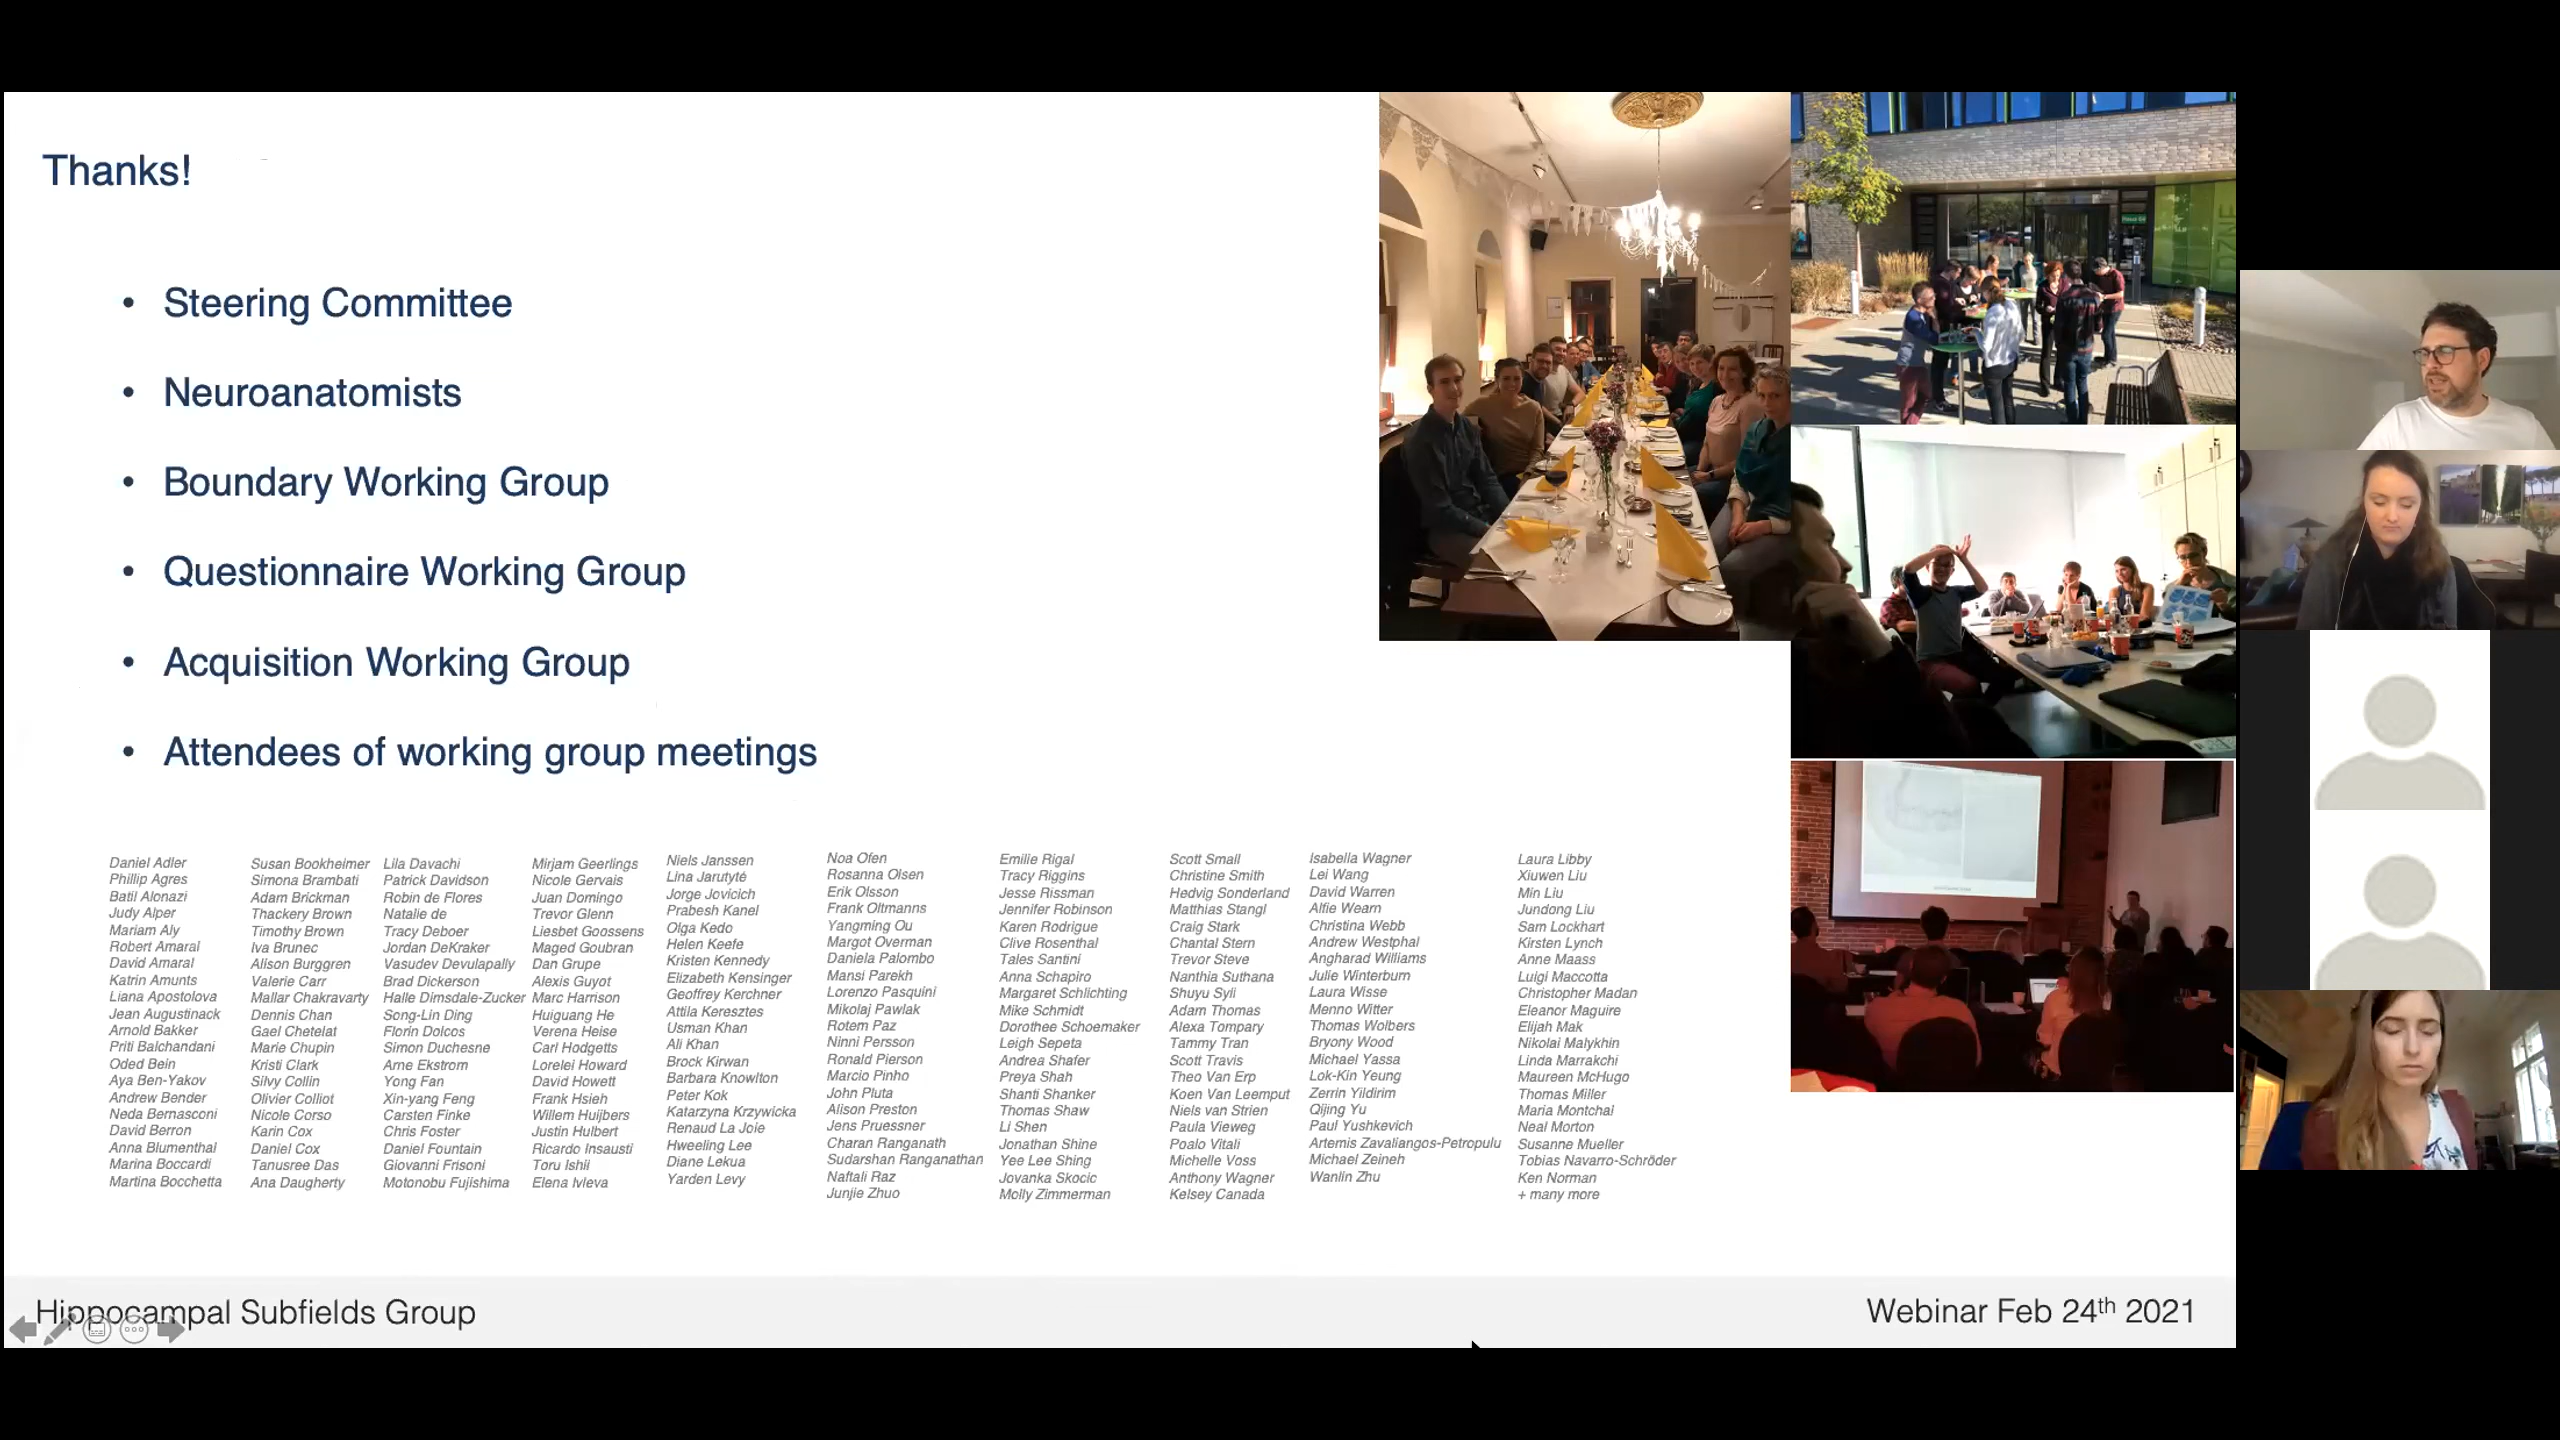 Thanks!
• Steering Committee
• Neuroanatomists
• Boundary Working Group
• Questionnaire Working Group
• Acquisition Working Group
• Attendees of working group meetings
Daniel Adler
Phillip Agres
Batil Alonazi
Judy Alper
Mariam Aly
Robert Amaral
David Amaral
Katrin Amunts
Liana Apostolova
Jean Augustinack
Arnold Bakker
Priti Balchandani
Oded Bein
Aya Ben-Yakov
Andrew Bender
Neda Bernasconi
David Berron
Anna Blumenthal
Marina Boccardi
Martina Bocchetta
Susan Bookheimer
Simona Brambati
Adam Brickman
Thackery Brown
Timothy Brown
Iva Brunec
Alison Burggren
Valerie Carr
Mallar Chakravarty
Dennis Chan
Gael Chetelat
Marie Chupin
Kristi Clark
Silvy Collin
Olivier Colliot
Nicole Corso
Karin Cox
Daniel Cox
Tanusree Das
Ana Daugherty
Lila Davachi
Patrick Davidson
Robin de Flores
Natalie de
Tracy Deboer
Jordan DeKraker
Vasudev Devulapally
Brad Dickerson
Halle Dimsdale-Zucker
Song-Lin Ding
Florin Dolcos
Simon Duchesne
Arne Ekstrom
Yong Fan
Xin-yang Feng
Carsten Finke
Chris Foster
Daniel Fountain
Giovanni Frisoni
Motonobu Fujishima
Mirjam Geerlings
Nicole Gervais
Juan Domingo
Trevor Glenn
Liesbet Goossens
Maged Goubran
Dan Grupe
Alexis Guyot
Marc Harrison
Huiguang He
Verena Heise
Carl Hodgetts
Lorelei Howard
David Howett
Frank Hsieh
Willem Huijbers
Justin Hulbert
Ricardo Insausti
Toru Ishii
Elena Ivleva
Niels Janssen
Lina Jarutytė
Jorge Jovicich
Prabesh Kanel
Olga Kedo
Helen Keefe
Kristen Kennedy
Elizabeth Kensinger
Geoffrey Kerchner
Attila Keresztes
Usman Khan
Ali Khan
Brock Kirwan
Barbara Knowlton
Peter Kok
Katarzyna Krzywicka
Renaud La Joie
Hweeling Lee
Diane Lekua
Yarden Levy
Noa Ofen
Rosanna Olsen
Erik Olsson
Frank Oltmanns
Yangming Ou
Margot Overman
Daniela Palombo
Mansi Parekh
Lorenzo Pasquini
Mikolaj Pawlak
Rotem Paz
Ninni Persson
Ronald Pierson
Marcio Pinho
John Pluta
Alison Preston
Jens Pruessner
Charan Ranganath
Sudarshan Ranganathan
Naftali Raz
Junjie Zhuo
Emilie Rigal
Tracy Riggins
Jesse Rissman
Jennifer Robinson
Karen Rodrigue
Clive Rosenthal
Tales Santini
Anna Schapiro
Margaret Schlichting
Mike Schmidt
Dorothee Schoemaker
Leigh Sepeta
Andrea Shafer
Preya Shah
Shanti Shanker
Thomas Shaw
Li Shen
Jonathan Shine
Yee Lee Shing
Jovanka Skocic
Molly Zimmerman
Scott Small
Christine Smith
Hedvig Sonderland
Matthias Stangl
Craig Stark
Chantal Stern
Trevor Steve
Nanthia Suthana
Shuyu Syli
Adam Thomas
Alexa Tompary
Tammy Tran
Scott Travis
Theo Van Erp
Koen Van Leemput
Niels van Strien
Paula Vieweg
Poalo Vitali
Michelle Voss
Anthony Wagner
Kelsey Canada
Isabella Wagner
Lei Wang
David Warren
Alfie Wearn
Christina Webb
Andrew Westphal
Angharad Williams
Julie Winterburn
Laura Wisse
Menno Witter
Thomas Wolbers
Bryony Wood
Michael Yassa
Lok-Kin Yeung
Zerrin Yildirim
Qijing Yu
Paul Yushkevich
Artemis Zavaliangos-Petropulu
Michael Zeineh
Wanlin Zhu
Laura Libby
Xiuwen Liu
Min Liu
Jundong Liu
Sam Lockhart
Kirsten Lynch
Anne Maass
Luigi Maccotta
Christopher Madan
Eleanor Maguire
Elijah Mak
Nikolai Malykhin
Linda Marrakchi
Maureen McHugo
Thomas Miller
Maria Montchal
Susanne Mueller
Neal Morton
Tobias Navarro-Schröder
Ken Norman
+ many more
Hippocampal Subfields Group
Webinar Feb 24th 2021